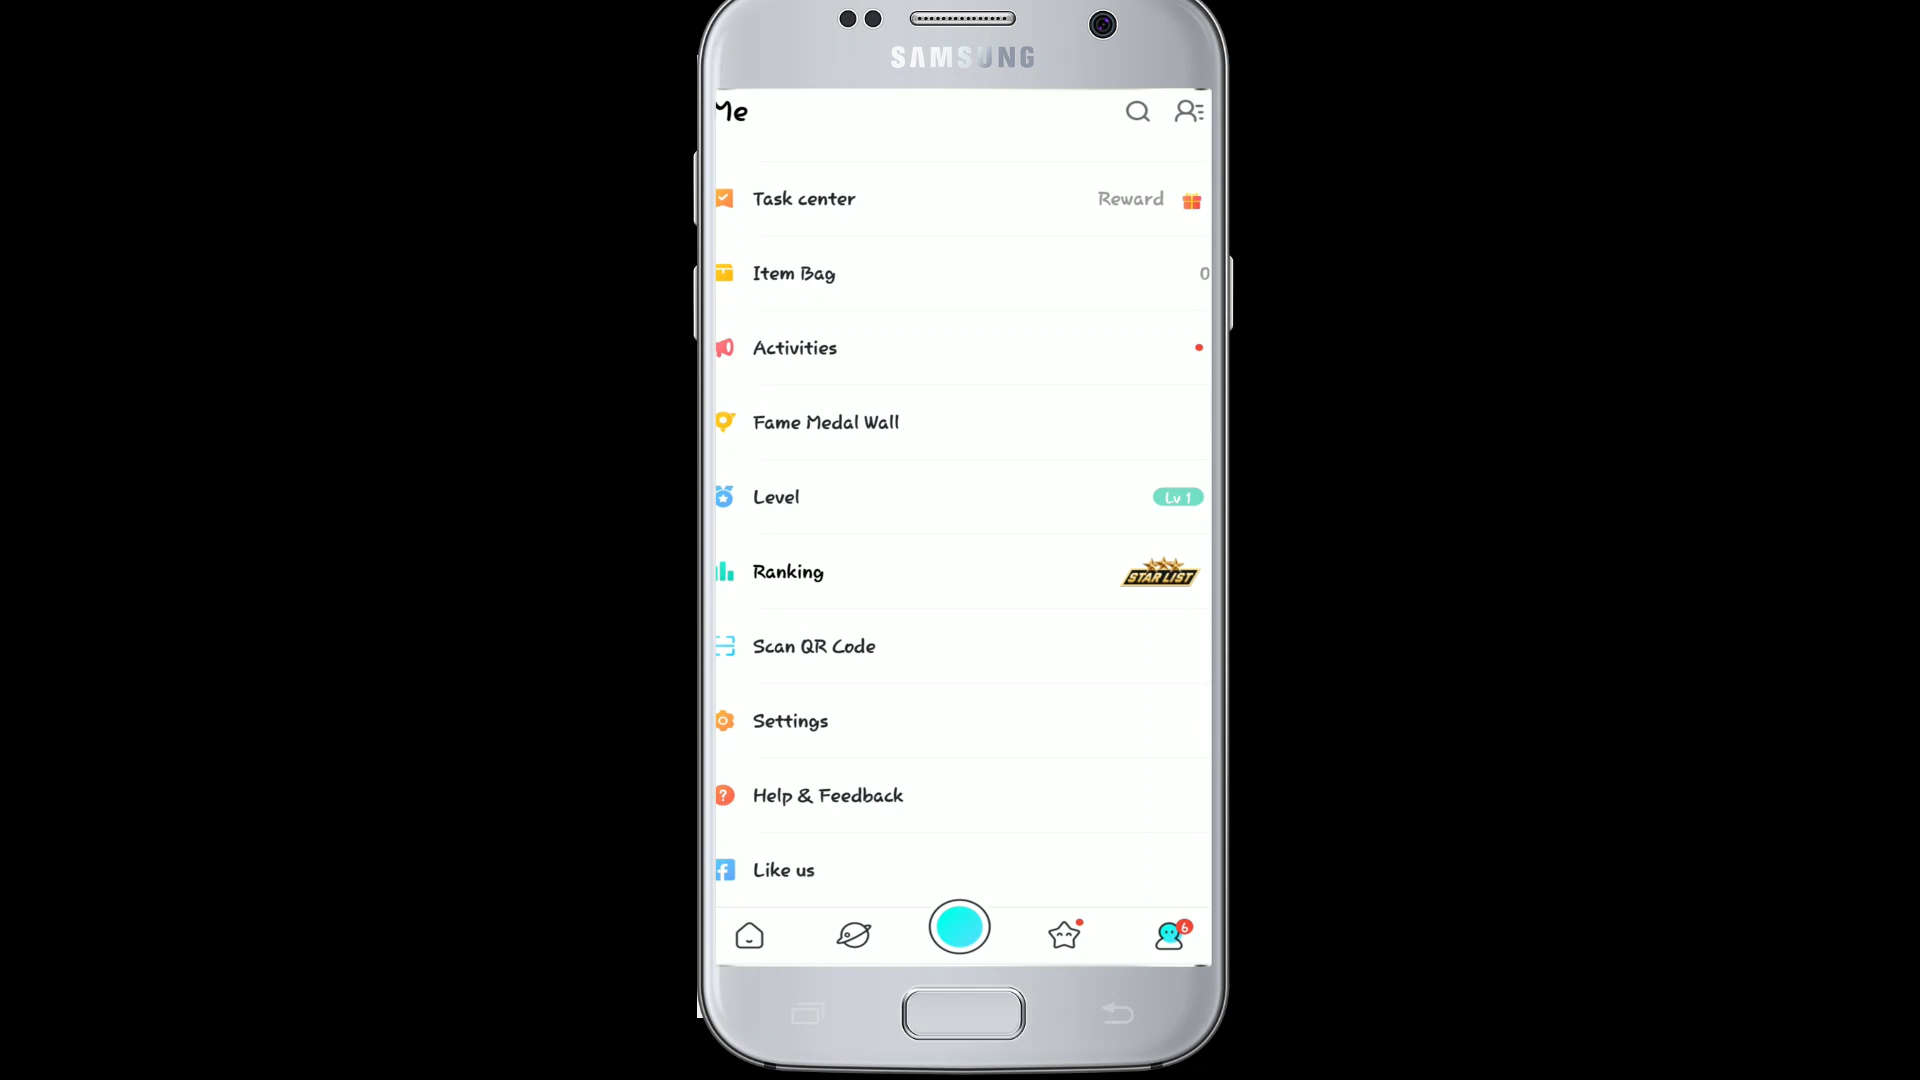 SAMSUNG
Me
Task center Reward
Item Bag 0
Activities
Fame Medal Wall
Level Lv 1
Ranking STAR LIST
Scan QR Code
Settings
Help & Feedback
Like us
6